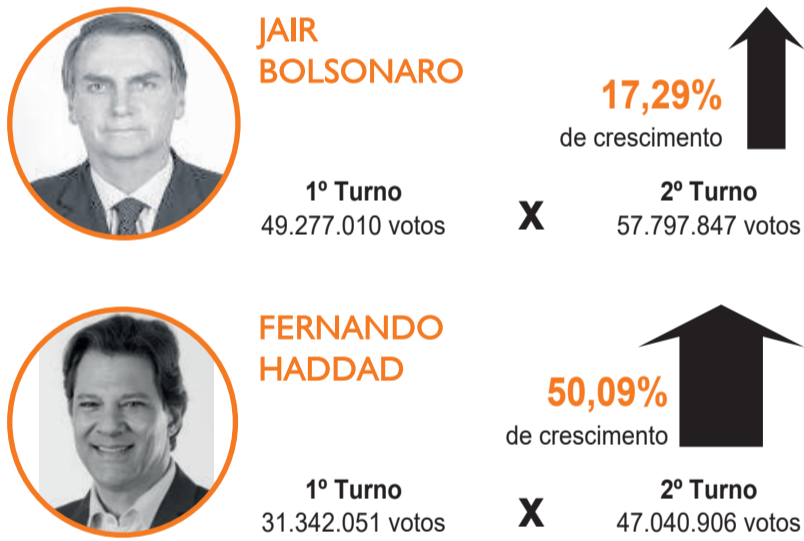 JAIR
BOLSONARO
17,29%
de crescimento
1º Turno
49.277.010 votos
X
2º Turno
57.797.847 votos
FERNANDO
HADDAD
50,09%
de crescimento
1º Turno
31.342.051 votos
X
2º Turno
47.040.906 votos